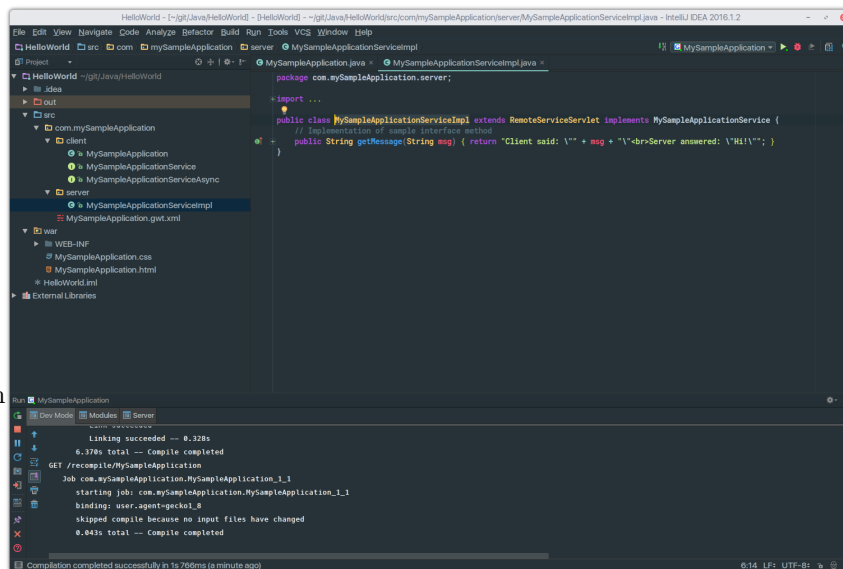 HelloWorld - [~/git/Java/HelloWorld] - [HelloWorld] - ~/git/Java/HelloWorld/src/com/mySampleApplication/server/MySampleApplicationServiceImpl.java - IntelliJ IDEA 2016.1.2
File Edit View Navigate Code Analyze Refactor Build Run Tools VCS Window Help
HelloWorld src com mySampleApplication server MySampleApplicationServiceImpl MySampleApplication
Project MySampleApplication.java × MySampleApplicationServiceImpl.java ×
HelloWorld ~/git/Java/HelloWorld
.idea
out
src
com.mySampleApplication
client
MySampleApplication
MySampleApplicationService
MySampleApplicationServiceAsync
server
MySampleApplicationServiceImpl
MySampleApplication.gwt.xml
war
WEB-INF
MySampleApplication.css
MySampleApplication.html
HelloWorld.iml
External Libraries
package com.mySampleApplication.server;
import ...
public class MySampleApplicationServiceImpl extends RemoteServiceServlet implements MySampleApplicationService {
// Implementation of sample interface method
public String getMessage(String msg) { return "Client said: \"" + msg + "\"<br>Server answered: \"Hi!\""; }
}
Run MySampleApplication
Dev Mode Modules Server
Linking succeeded -- 0.328s
6.370s total -- Compile completed
GET /recompile/MySampleApplication
Job com.mySampleApplication.MySampleApplication_1_1
starting job: com.mySampleApplication.MySampleApplication_1_1
binding: user.agent=gecko1_8
skipped compile because no input files have changed
0.043s total -- Compile completed
Compilation completed successfully in 1s 766ms (a minute ago) 6:14 LF÷ UTF-8÷